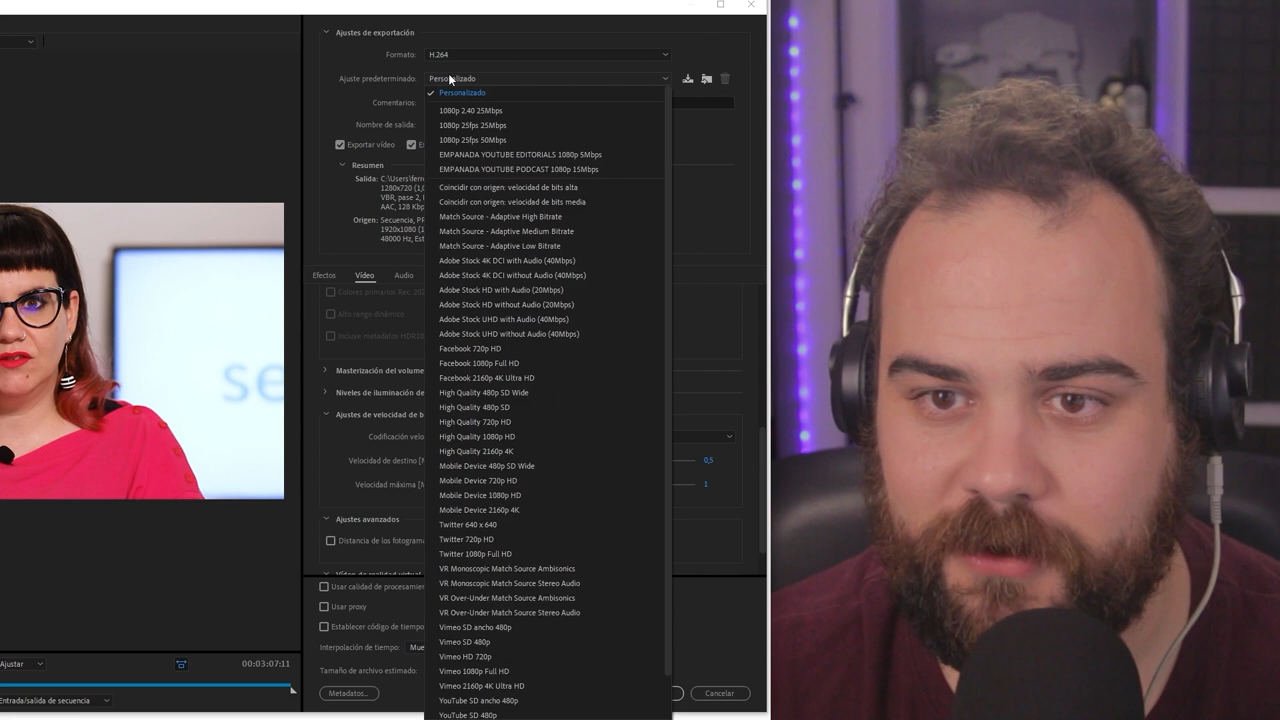 Ajustes de exportación
Formato: H.264
Ajuste predeterminado: Personalizado
Personalizado
Comentarios:
1080p 2.40 25Mbps
Nombre de salida:
1080p 25fps 25Mbps
1080p 25fps 50Mbps
Exportar vídeo
EMPANADA YOUTUBE EDITORIALS 1080p 5Mbps
Resumen
EMPANADA YOUTUBE PODCAST 1080p 15Mbps
Salida: C:\Users\ferr
1280x720 (1,0
VBR, pase 2,
AAC, 128 Kbp
Origen: Secuencia, PR
1920x1080 (1
48000 Hz, Est
Coincidir con origen: velocidad de bits alta
Coincidir con origen: velocidad de bits media
Match Source - Adaptive High Bitrate
Match Source - Adaptive Medium Bitrate
Match Source - Adaptive Low Bitrate
Adobe Stock 4K DCI with Audio (40Mbps)
Adobe Stock 4K DCI without Audio (40Mbps)
Adobe Stock HD with Audio (20Mbps)
Adobe Stock HD without Audio (20Mbps)
Adobe Stock UHD with Audio (40Mbps)
Adobe Stock UHD without Audio (40Mbps)
Facebook 720p HD
Facebook 1080p Full HD
Facebook 2160p 4K Ultra HD
High Quality 480p SD Wide
High Quality 480p SD
High Quality 720p HD
High Quality 1080p HD
High Quality 2160p 4K
Mobile Device 480p SD Wide
Mobile Device 720p HD
Mobile Device 1080p HD
Mobile Device 2160p 4K
Twitter 640 x 640
Twitter 720p HD
Twitter 1080p Full HD
VR Monoscopic Match Source Ambisonics
VR Monoscopic Match Source Stereo Audio
VR Over-Under Match Source Ambisonics
VR Over-Under Match Source Stereo Audio
Vimeo SD ancho 480p
Vimeo SD 480p
Vimeo HD 720p
Vimeo 1080p Full HD
Vimeo 2160p 4K Ultra HD
YouTube SD ancho 480p
YouTube SD 480p
Efectos Vídeo Audio
Colores primarios Rec. 202
Alto rango dinámico
Incluye metadatos HDR10
Masterización del volume
Niveles de iluminación de
Ajustes de velocidad de b
Codificación velo
Velocidad de destino [M 0,5
Velocidad máxima [M 1
Ajustes avanzados
Distancia de los fotograma
Usar calidad de procesamier
Usar proxy
Establecer código de tiempo
Interpolación de tiempo: Mue
Tamaño de archivo estimado:
Metadatos... Cancelar
se
Ajustar 00:03:07:11
Entrada/salida de secuencia